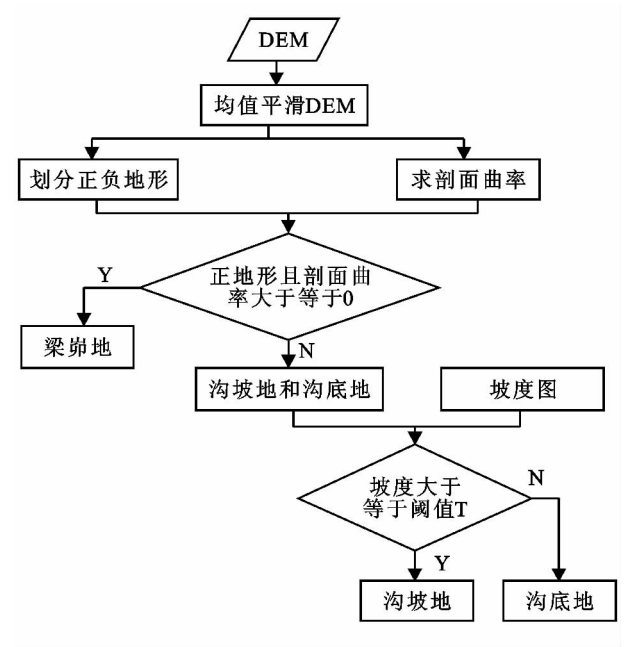 DEM
均值平滑DEM
划分正负地形
求剖面曲率
正地形且剖面曲
率大于等于0
Y
梁峁地
N
沟坡地和沟底地
坡度图
坡度大于
等于阈值T
N
Y
沟坡地
沟底地